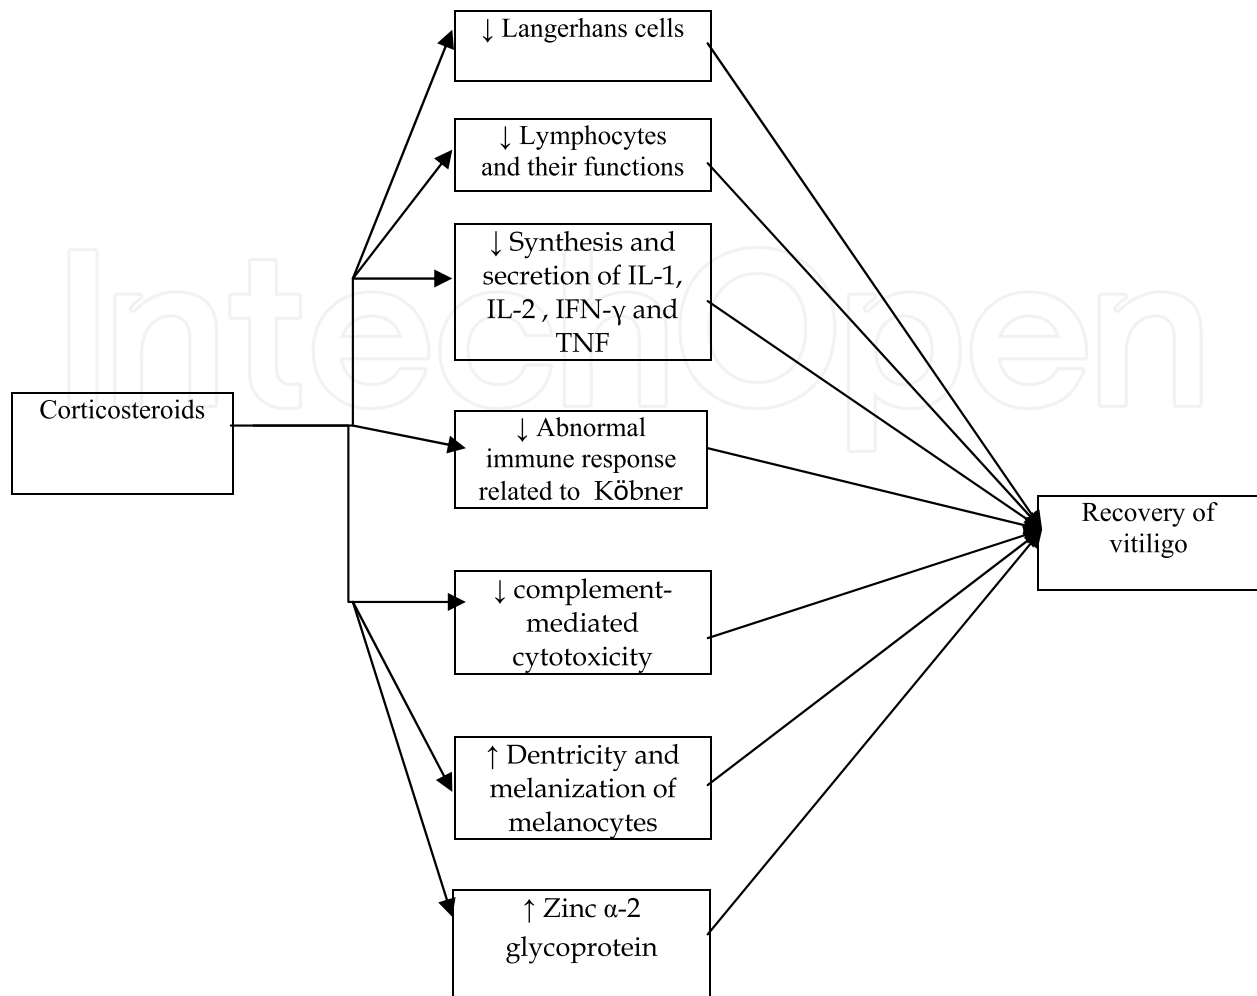 ↓ Langerhans cells
↓ Lymphocytes
and their functions
↓ Synthesis and
secretion of IL-1,
IL-2 , IFN-γ and
TNF
Corticosteroids
↓ Abnormal
immune response
related to Köbner
Recovery of
vitiligo
↓ complement-
mediated
cytotoxicity
↑ Dentricity and
melanization of
melanocytes
↑ Zinc α-2
glycoprotein
IntechOpen